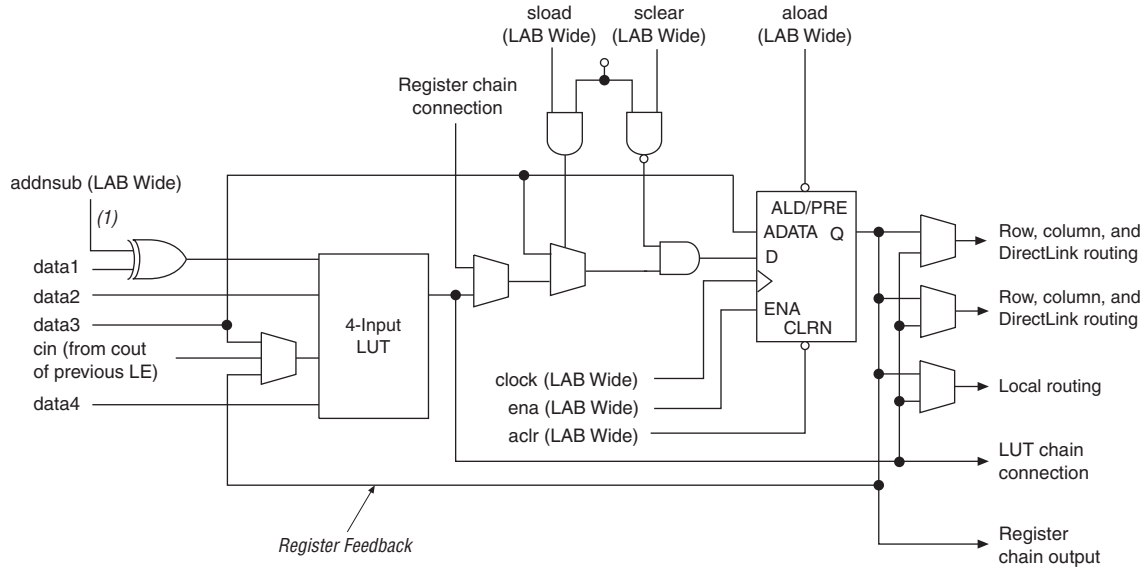 sload
(LAB Wide)
sclear
(LAB Wide)
aload
(LAB Wide)
Register chain
connection
addnsub (LAB Wide)
(1)
data1
data2
data3
cin (from cout
of previous LE)
data4
4-Input
LUT
ALD/PRE
ADATA
Q
D
ENA
CLRN
clock (LAB Wide)
ena (LAB Wide)
aclr (LAB Wide)
Row, column, and
DirectLink routing
Row, column, and
DirectLink routing
Local routing
LUT chain
connection
Register
chain output
Register Feedback